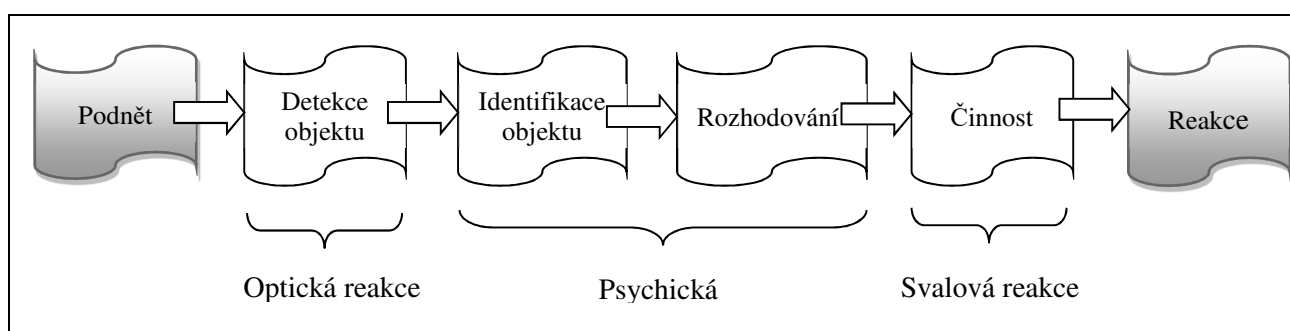 Podnět
Detekce
objektu
Identifikace
objektu
Rozhodování
Činnost
Reakce
Optická reakce
Psychická
Svalová reakce